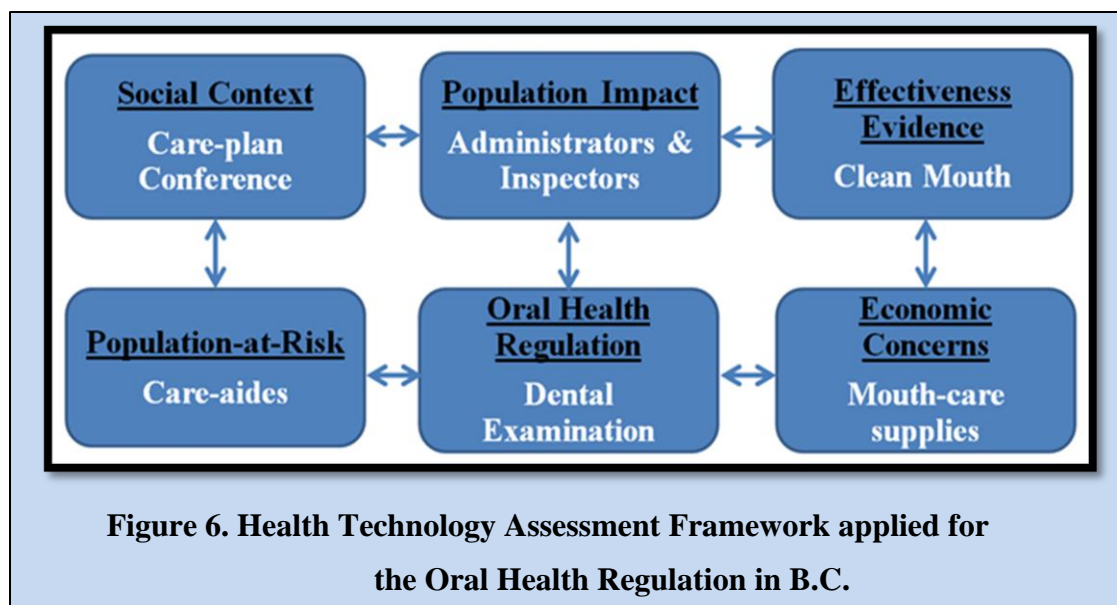 Social Context
Care-plan
Conference
Population Impact
Administrators &
Inspectors
Effectiveness
Evidence
Clean Mouth
Population-at-Risk
Care-aides
Oral Health
Regulation
Dental
Examination
Economic
Concerns
Mouth-care
supplies
Figure 6. Health Technology Assessment Framework applied for
the Oral Health Regulation in B.C.